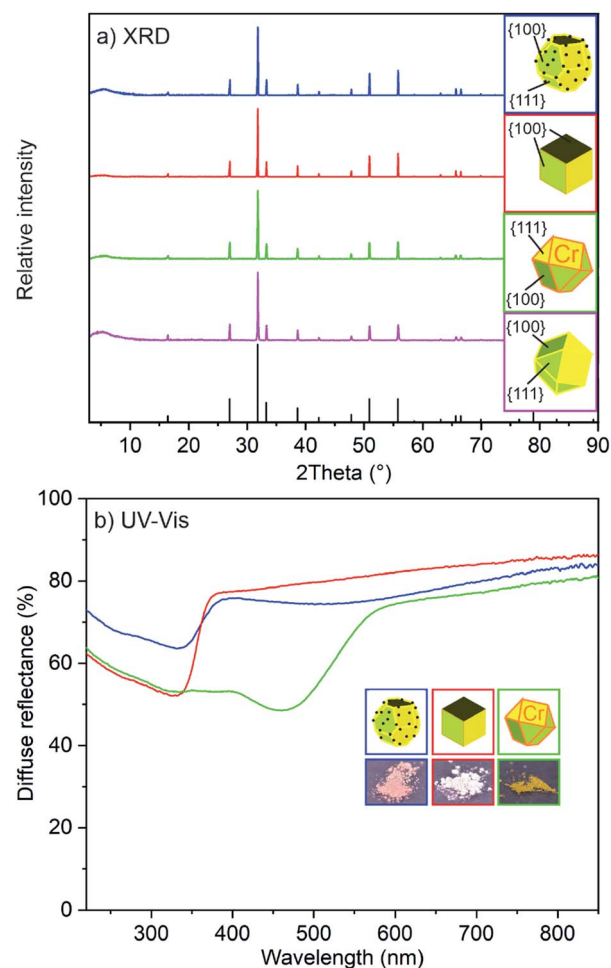 a) XRD
Relative intensity
{100}
{111}
{100}
{111}
Cr
{100}
{100}
{111}
10 20 30 40 50 60 70 80 90
2Theta (°)
b) UV-Vis
Diffuse reflectance (%)
100
80
60
40
20
0
Cr
300 400 500 600 700 800
Wavelength (nm)